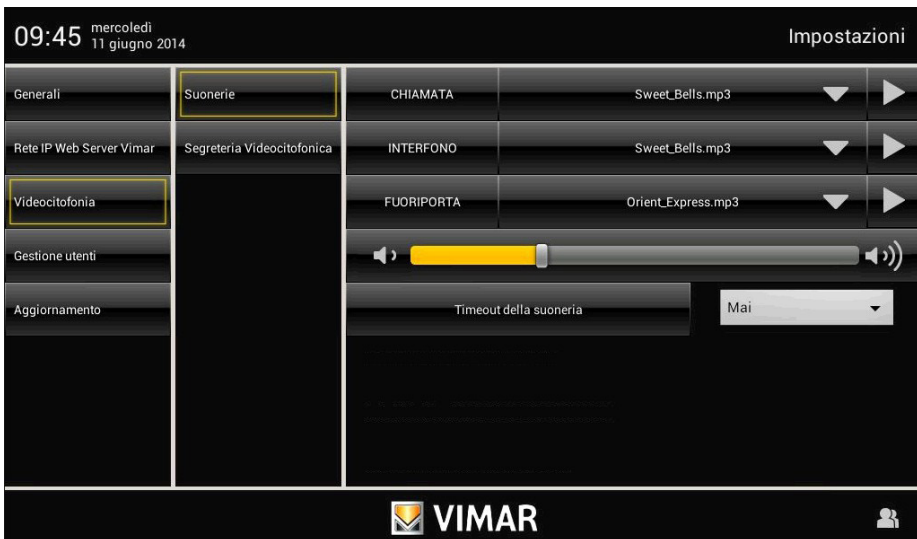 09:45
mercoledì
11 giugno 2014
Impostazioni
Generali
Suonerie
CHIAMATA
Sweet_Bells.mp3
Rete IP Web Server Vimar
Segreteria Videocitofonica
INTERFONO
Sweet_Bells.mp3
Videocitofonia
FUORIPORTA
Orient_Express.mp3
Gestione utenti
Aggiornamento
Timeout della suoneria
Mai
VIMAR